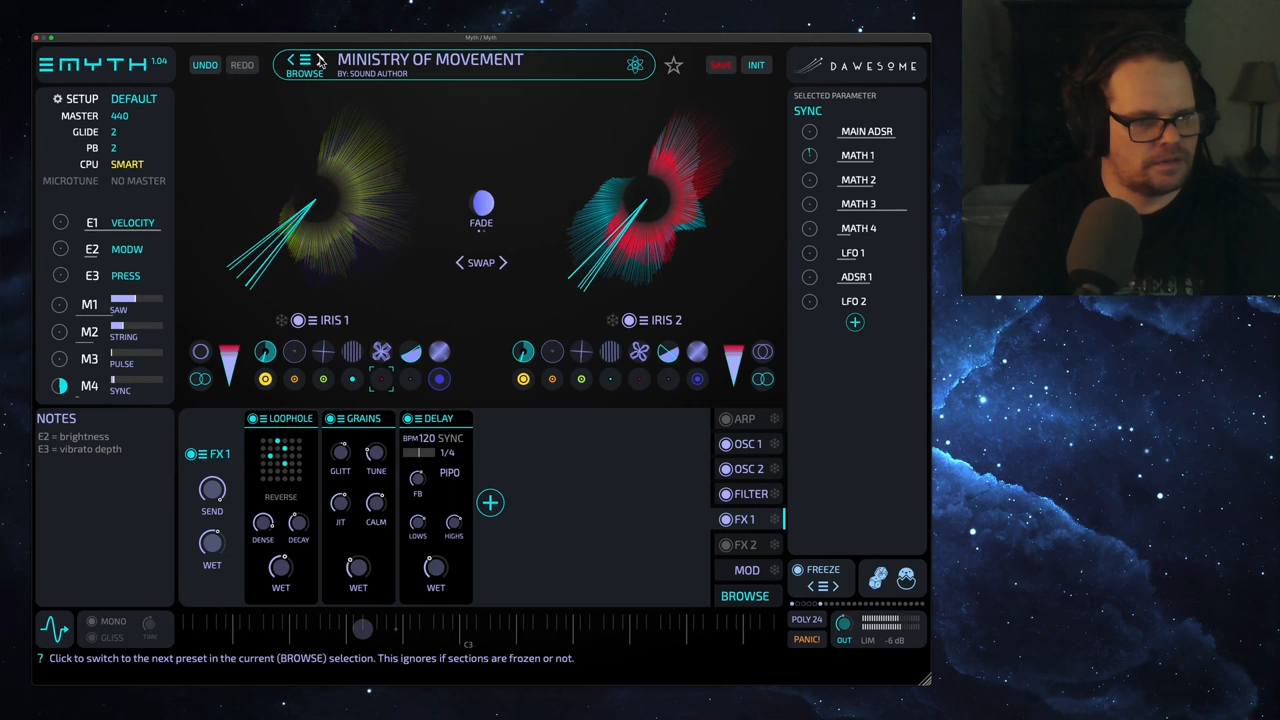 Myth / Myth
MYTH 1.04
UNDO
REDO
BROWSE
MINISTRY OF MOVEMENT
BY: SOUND AUTHOR
SAVE
INIT
DAWESOME
SETUP DEFAULT
MASTER 440
GLIDE 2
PB 2
CPU SMART
MICROTUNE NO MASTER
E1 VELOCITY
E2 MODW
E3 PRESS
M1 SAW
M2 STRING
M3 PULSE
M4 SYNC
FADE
SWAP
IRIS 1
IRIS 2
SELECTED PARAMETER
SYNC
MAIN ADSR
MATH 1
MATH 2
MATH 3
MATH 4
LFO 1
ADSR 1
LFO 2
NOTES
E2 = brightness
E3 = vibrato depth
FX 1
SEND
WET
LOOPHOLE
REVERSE
DENSE DECAY
WET
GRAINS
GLITT TUNE
JIT CALM
WET
DELAY
BPM 120 SYNC
1/4
FB
PIPO
LOWS HIGHS
WET
ARP
OSC 1
OSC 2
FILTER
FX 1
FX 2
MOD
BROWSE
FREEZE
MONO
GLISS
TIME
C3
POLY 24
PANIC!
OUT LIM -6 dB
? Click to switch to the next preset in the current (BROWSE) selection. This ignores if sections are frozen or not.